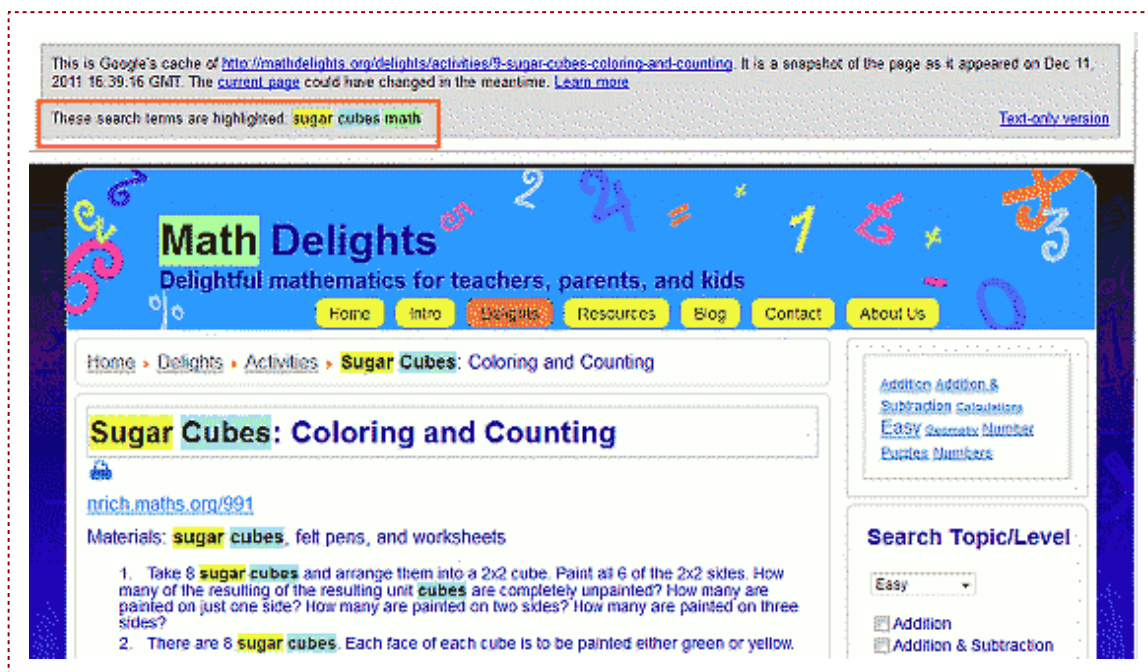 This is Google's cache of http://mathdelights.org/delights/activities/9-sugar-cubes-coloring-and-counting. It is a snapshot of the page as it appeared on Dec 11,
2011 16:39:16 GMT. The current page could have changed in the meantime. Learn more
These search terms are highlighted: sugar cubes math
Text-only version
Math Delights
Delightful mathematics for teachers, parents, and kids
Home Intro Delights Resources Blog Contact About Us
Home Delights Activities Sugar Cubes: Coloring and Counting
Sugar Cubes: Coloring and Counting
nrich.maths.org/991
Materials: sugar cubes, felt pens, and worksheets
1. Take 8 sugar cubes and arrange them into a 2x2 cube. Paint all 6 of the 2x2 sides. How
many of the resulting of the resulting unit cubes are completely unpainted? How many are
painted on just one side? How many are painted on two sides? How many are painted on three
sides?
2. There are 8 sugar cubes. Each face of each cube is to be painted either green or yellow.
Addition Addition &
Subtraction Calculations
Easy Geometry Number
Puzzles Numbers
Search Topic/Level
Easy
Addition
Addition & Subtraction